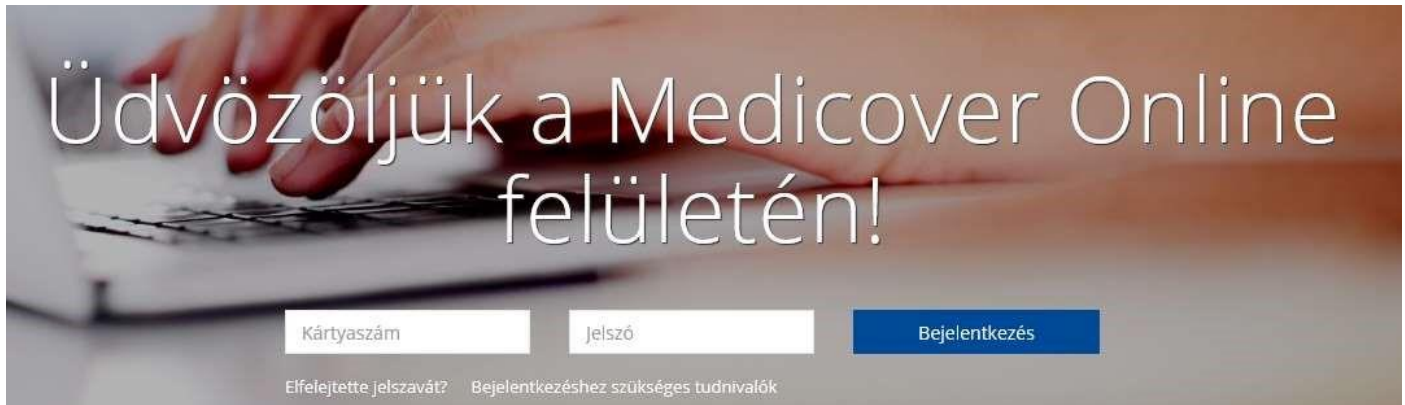 Üdvözöljük a Medicover Online
felületén!
Kártyaszám
Jelszó
Bejelentkezés
Elfelejtette jelszavát?
Bejelentkezéshez szükséges tudnivalók